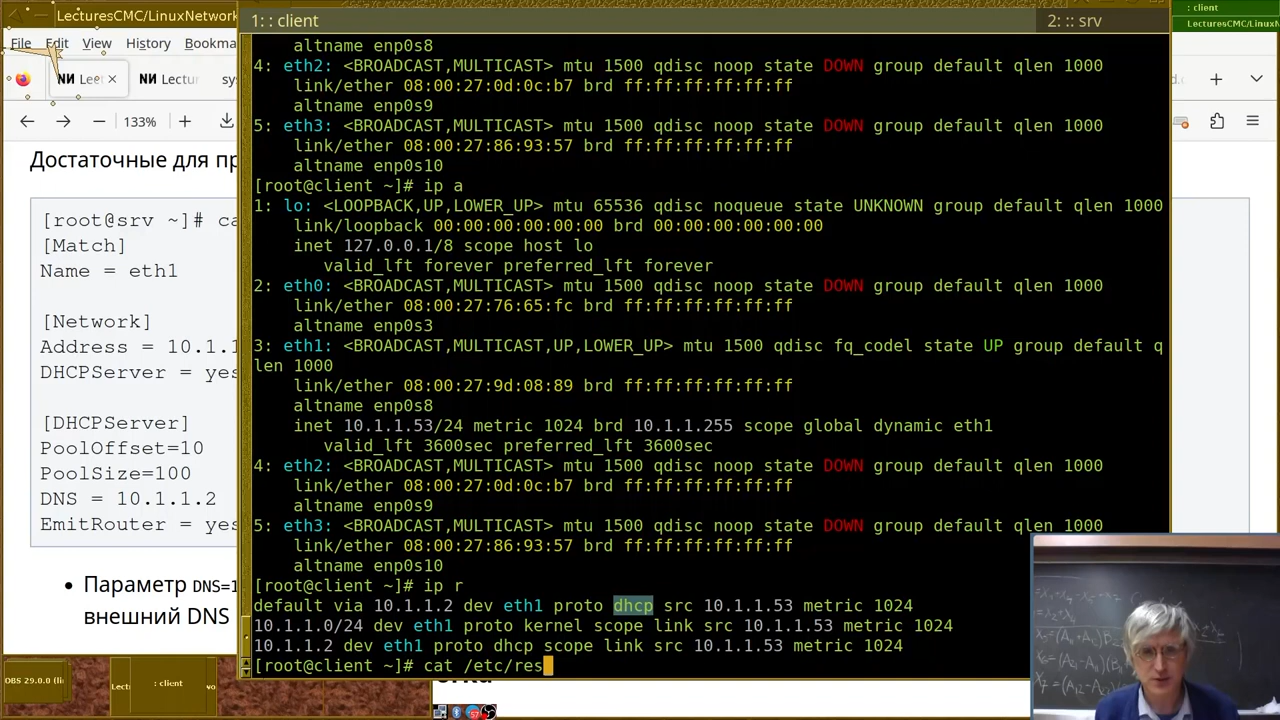 LecturesCMC/LinuxNetwork
1: : client
2: :: srv
: client
LecturesCMC/LinuxN
File Edit View History Bookma
133%
Достаточные для пр
[root@srv ~]# ca
[Match]
Name = eth1
[Network]
Address = 10.1.1
DHCPServer = yes
[DHCPServer]
PoolOffset=10
PoolSize=100
DNS = 10.1.1.2
EmitRouter = yes
• Параметр DNS=1
внешний DNS
altname enp0s8
4: eth2: <BROADCAST,MULTICAST> mtu 1500 qdisc noop state DOWN group default qlen 1000
link/ether 08:00:27:0d:0c:b7 brd ff:ff:ff:ff:ff:ff
altname enp0s9
5: eth3: <BROADCAST,MULTICAST> mtu 1500 qdisc noop state DOWN group default qlen 1000
link/ether 08:00:27:86:93:57 brd ff:ff:ff:ff:ff:ff
altname enp0s10
[root@client ~]# ip a
1: lo: <LOOPBACK,UP,LOWER_UP> mtu 65536 qdisc noqueue state UNKNOWN group default qlen 1000
link/loopback 00:00:00:00:00:00 brd 00:00:00:00:00:00
inet 127.0.0.1/8 scope host lo
valid_lft forever preferred_lft forever
2: eth0: <BROADCAST,MULTICAST> mtu 1500 qdisc noop state DOWN group default qlen 1000
link/ether 08:00:27:76:65:fc brd ff:ff:ff:ff:ff:ff
altname enp0s3
3: eth1: <BROADCAST,MULTICAST,UP,LOWER_UP> mtu 1500 qdisc fq_codel state UP group default q
len 1000
link/ether 08:00:27:9d:08:89 brd ff:ff:ff:ff:ff:ff
altname enp0s8
inet 10.1.1.53/24 metric 1024 brd 10.1.1.255 scope global dynamic eth1
valid_lft 3600sec preferred_lft 3600sec
4: eth2: <BROADCAST,MULTICAST> mtu 1500 qdisc noop state DOWN group default qlen 1000
link/ether 08:00:27:0d:0c:b7 brd ff:ff:ff:ff:ff:ff
altname enp0s9
5: eth3: <BROADCAST,MULTICAST> mtu 1500 qdisc noop state DOWN group default qlen 1000
link/ether 08:00:27:86:93:57 brd ff:ff:ff:ff:ff:ff
altname enp0s10
[root@client ~]# ip r
default via 10.1.1.2 dev eth1 proto dhcp src 10.1.1.53 metric 1024
10.1.1.0/24 dev eth1 proto kernel scope link src 10.1.1.53 metric 1024
10.1.1.2 dev eth1 proto dhcp scope link src 10.1.1.53 metric 1024
[root@client ~]# cat /etc/res
OBS 29.0.0 (li
: client